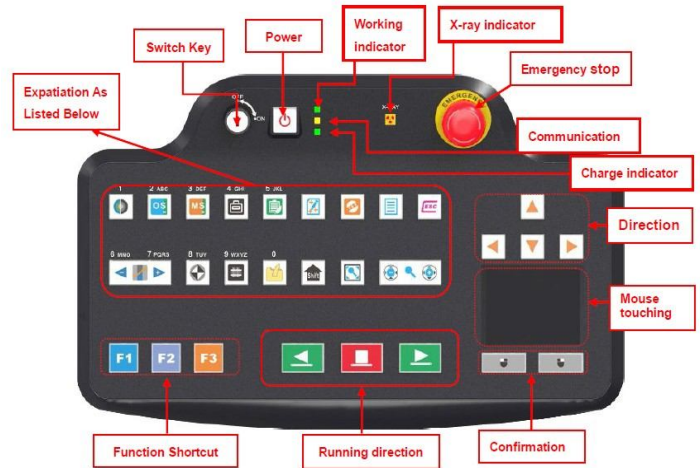 Working
indicator
X-ray indicator
Power
Switch Key
Emergency stop
Expatiation As
Listed Below
OFF
ON
X-RAY
EMERGENCY
Communication
Charge indicator
1
2 ABC
3 DEF
4 GHI
5 JKL
OS
MS
ESC
Direction
6 MNO
7 PQRS
8 TUV
9 WXYZ
0
Shift
Mouse
touching
F1
F2
F3
Function Shortcut
Running direction
Confirmation